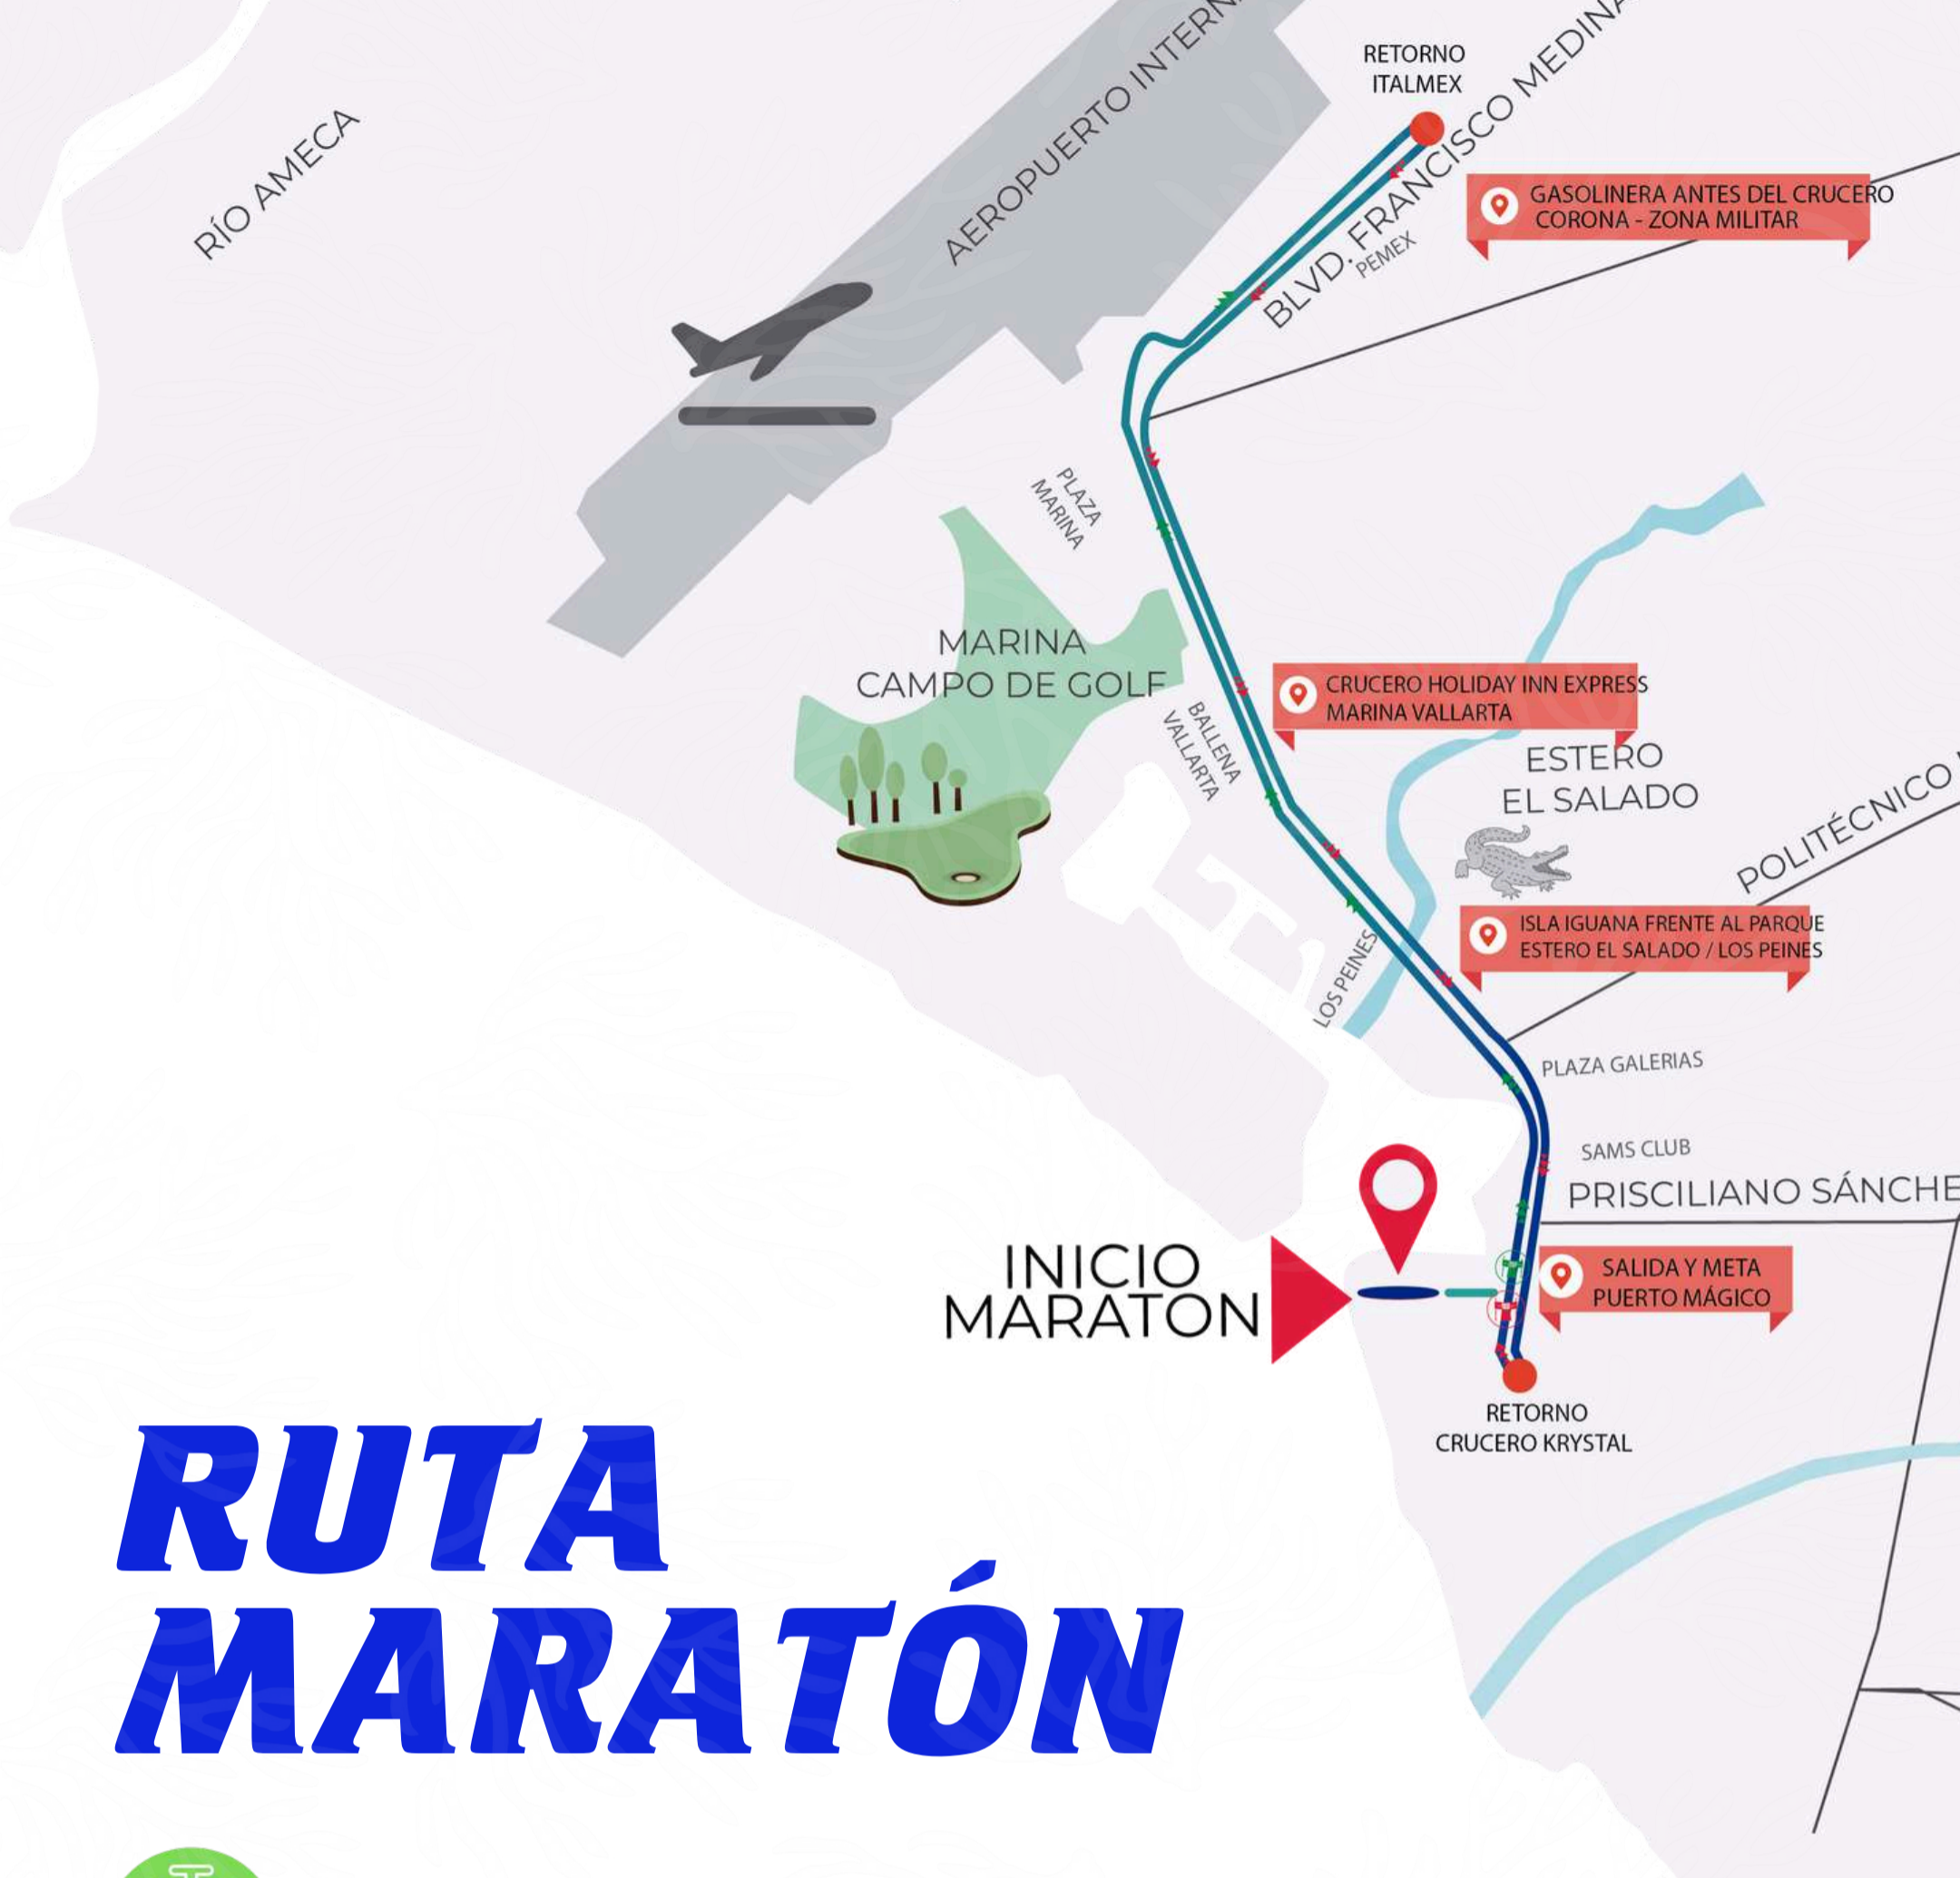 RÍO AMECA
AEROPUERTO INTERN
RETORNO
ITALMEX
BLVD. FRANCISCO MEDINA
PEMEX
GASOLINERA ANTES DEL CRUCERO
CORONA - ZONA MILITAR
PLAZA
MARINA
MARINA
CAMPO DE GOLF
BALLENA
VALLARTA
CRUCERO HOLIDAY INN EXPRESS
MARINA VALLARTA
ESTERO
EL SALADO
POLITÉCNICO
ISLA IGUANA FRENTE AL PARQUE
ESTERO EL SALADO / LOS PEINES
LOS PEINES
PLAZA GALERIAS
SAMS CLUB
PRISCILIANO SÁNCHE
INICIO
MARATON
SALIDA Y META
PUERTO MÁGICO
RETORNO
CRUCERO KRYSTAL
RUTA
MARATÓN